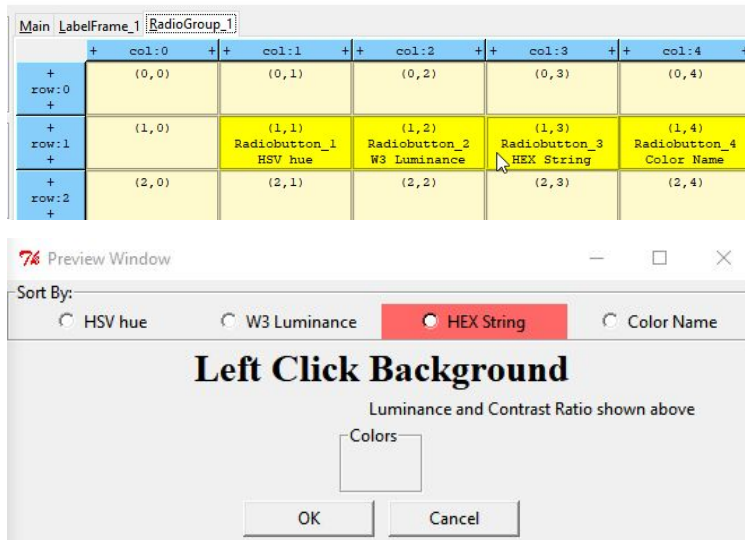 Main LabelFrame_1 RadioGroup_1
+ col:0 + + col:1 + + col:2 + + col:3 + + col:4 +
+ (0,0) (0,1) (0,2) (0,3) (0,4)
row:0
+
+ (1,0) (1,1) (1,2) (1,3) (1,4)
row:1 Radiobutton_1 Radiobutton_2 Radiobutton_3 Radiobutton_4
+ HSV hue W3 Luminance HEX String Color Name
+ (2,0) (2,1) (2,2) (2,3) (2,4)
row:2
+
Preview Window
Sort By:
HSV hue W3 Luminance HEX String Color Name
Left Click Background
Luminance and Contrast Ratio shown above
Colors
OK Cancel